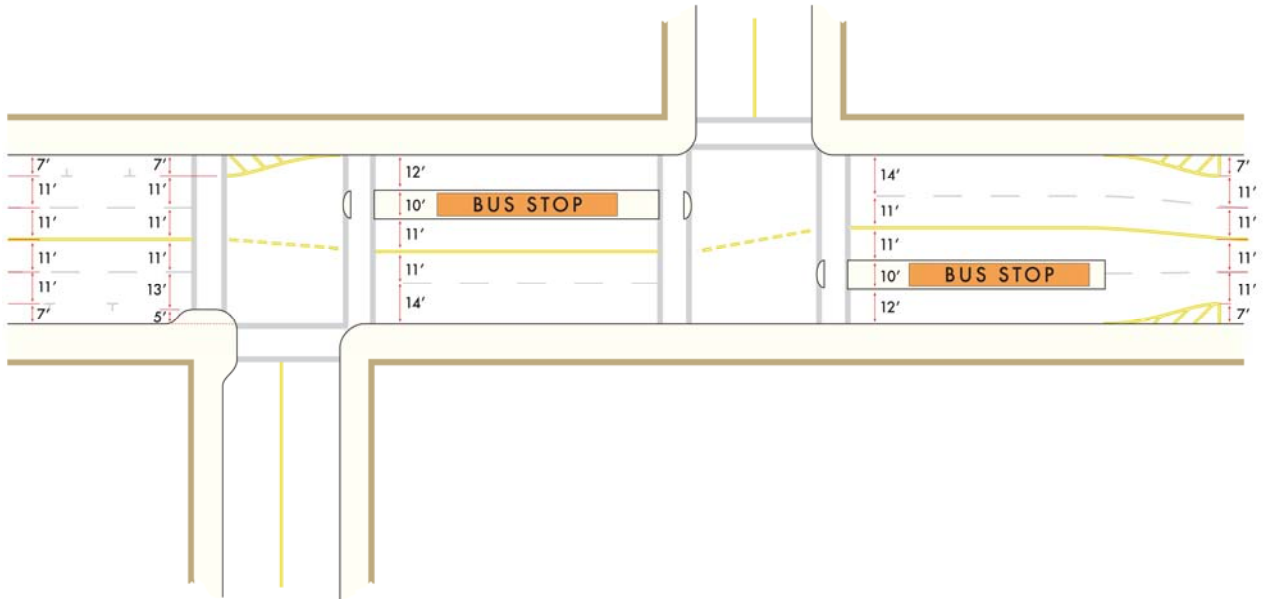 7' 7' 12' 14' 7'
11' 11' 10' BUS STOP 11' 11'
11' 11' 11' 11' 11'
11' 11' 11' 10' BUS STOP 11'
11' 13' 14' 12' 11'
7' 5' 7'